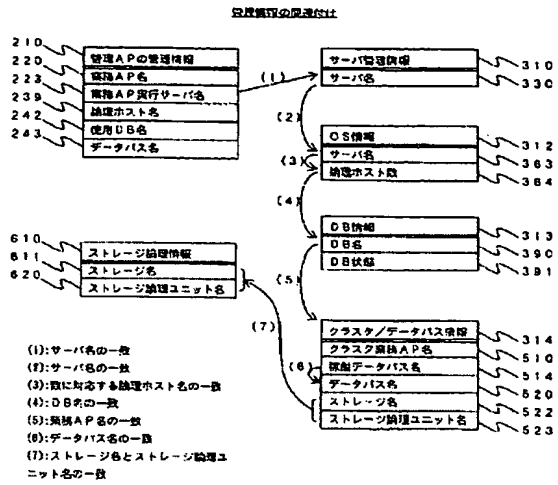 管理情報の関連付け
210
管理APの管理情報
220
業務AP名
223
業務AP実行サーバ名
239
論理ホスト名
242
使用DB名
243
データパス名
(1)
サーバ管理情報
310
サーバ名
330
(2)
OS情報
312
サーバ名
363
(3)
論理ホスト数
364
(4)
DB情報
313
DB名
390
DB状態
391
(5)
クラスタ/データパス情報
314
クラスタ業務AP名
510
稼働データパス名
514
(6)
データパス名
520
ストレージ名
522
ストレージ論理ユニット名
523
610
ストレージ論理情報
611
ストレージ名
620
ストレージ論理ユニット名
(7)
(1):サーバ名の一致
(2):サーバ名の一致
(3):数に対応する論理ホスト名の一致
(4):DB名の一致
(5):業務AP名の一致
(6):データパス名の一致
(7):ストレージ名とストレージ論理ユ
ニット名の一致